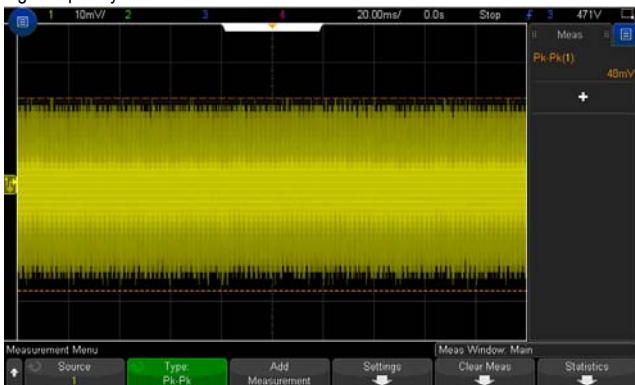 1 10mV/ 2 3 4 20.00ms/ 0.0s Stop 3 471V
Meas
Pk-Pk(1):
40mV
Measurement Menu
Meas Window: Main
Source
1
Type:
Pk-Pk
Add
Measurement
Settings
Clear Meas
Statistics